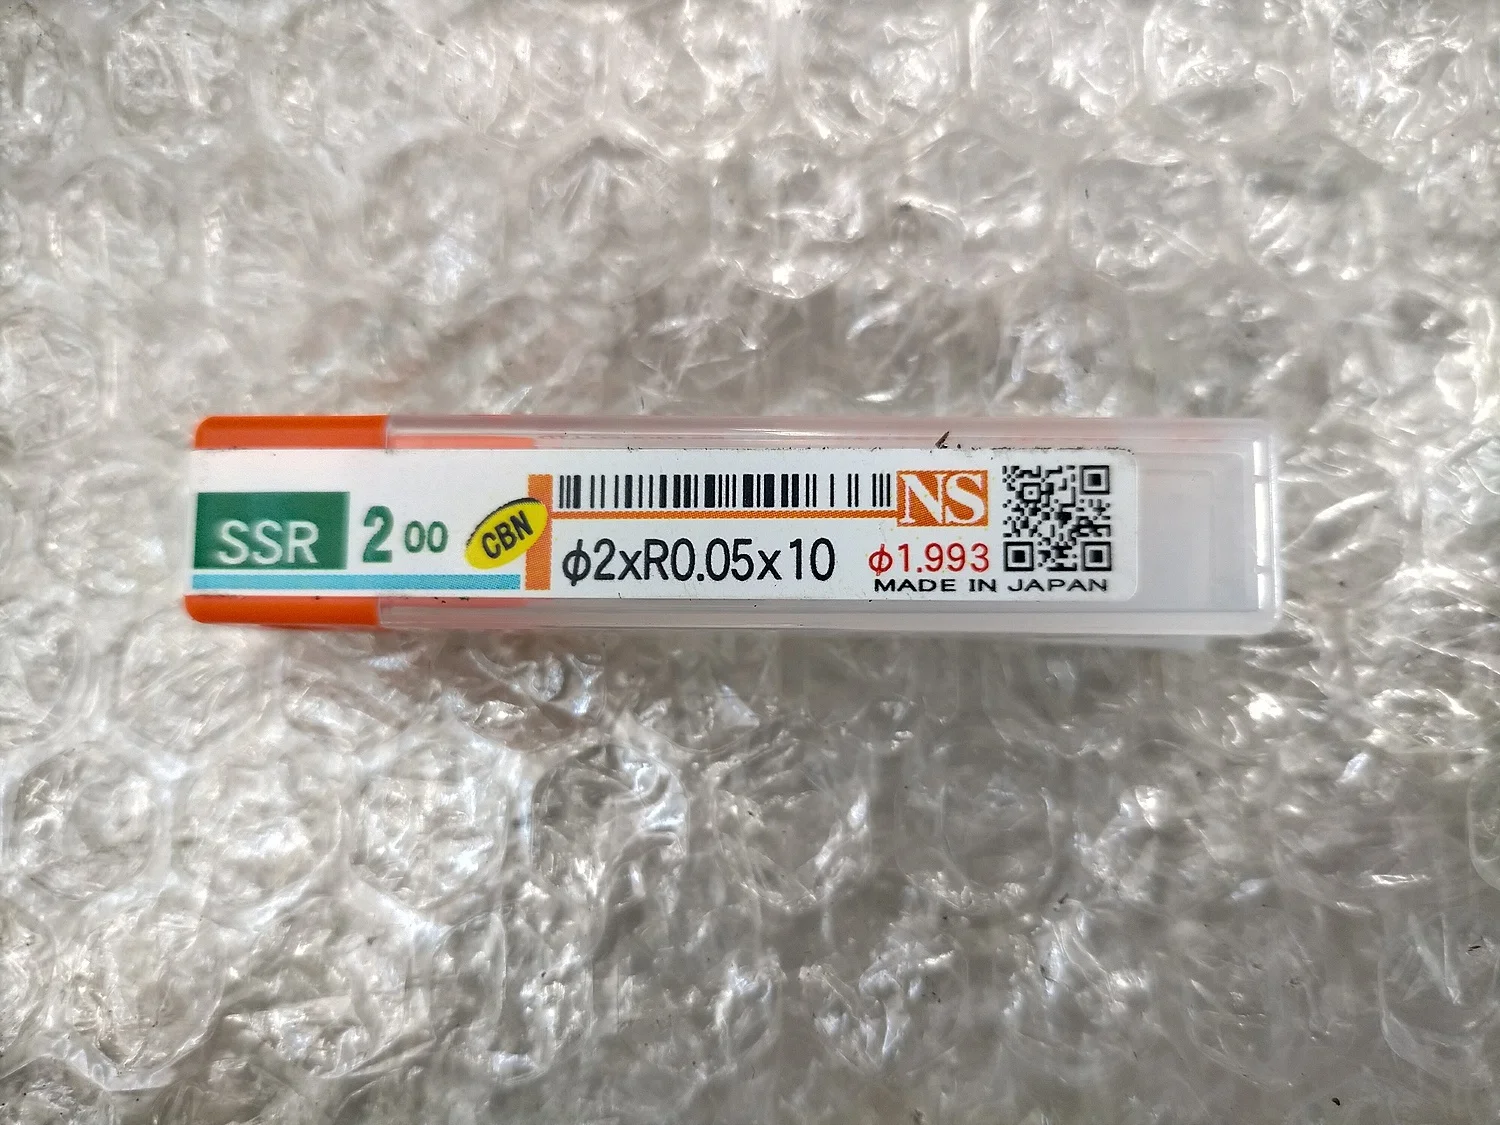 SSR 200
CBN
NS
φ2xR0.05x10
φ1.993
MADE IN JAPAN